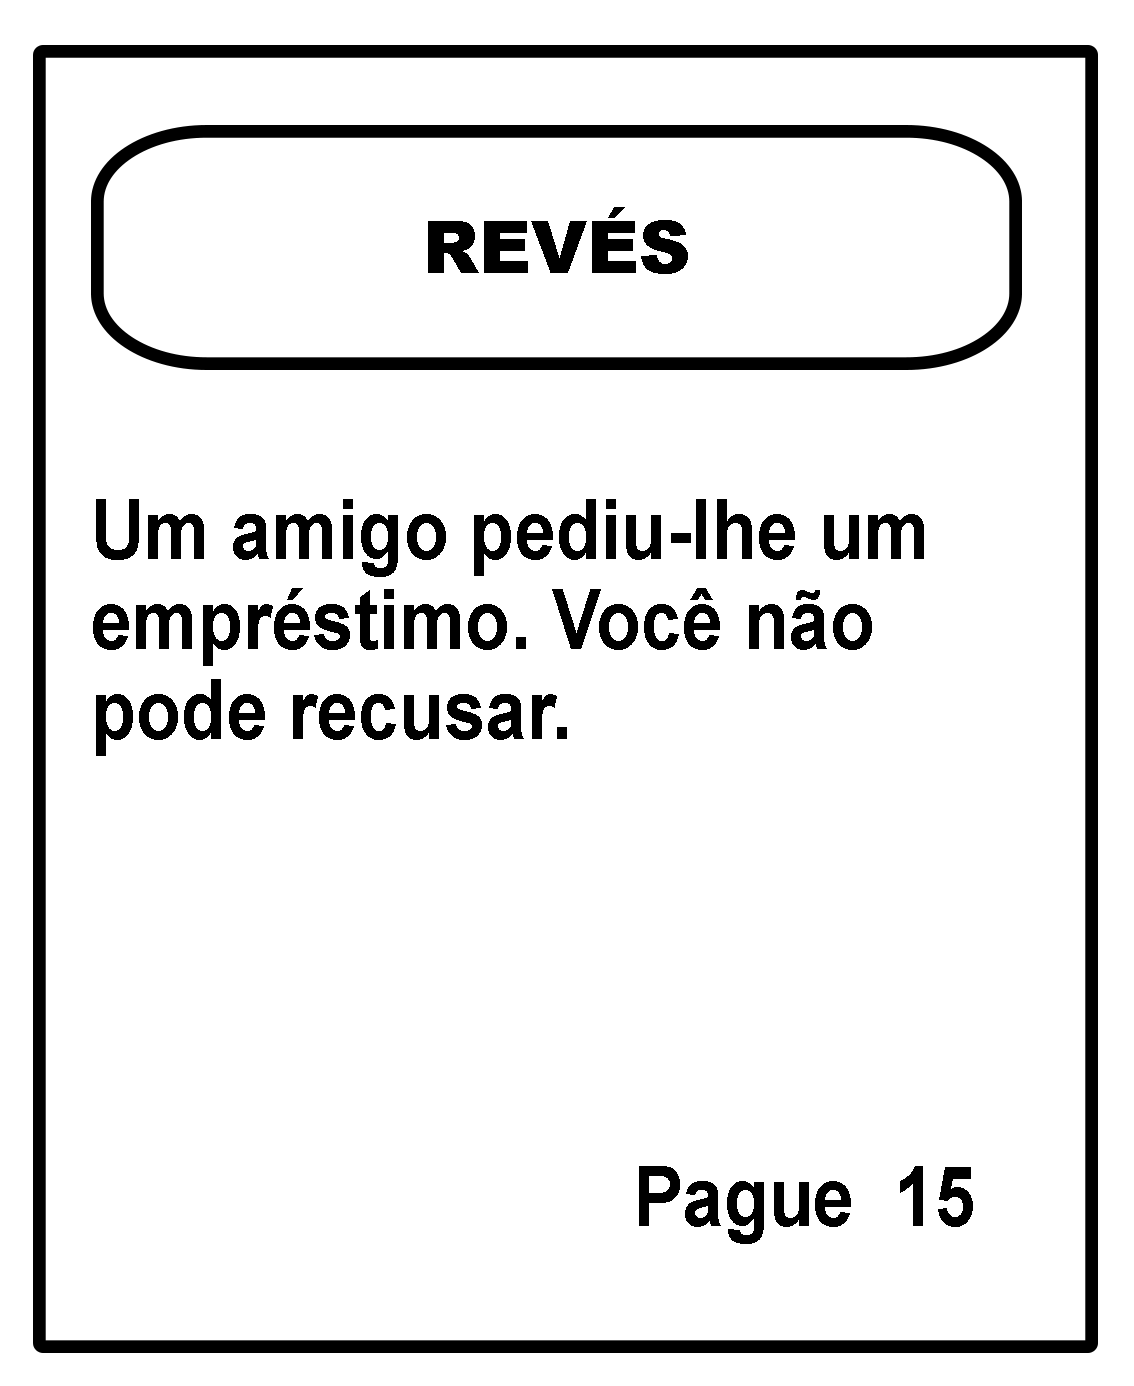 REVÉS
Um amigo pediu-lhe um
empréstimo. Você não
pode recusar.
Pague 15